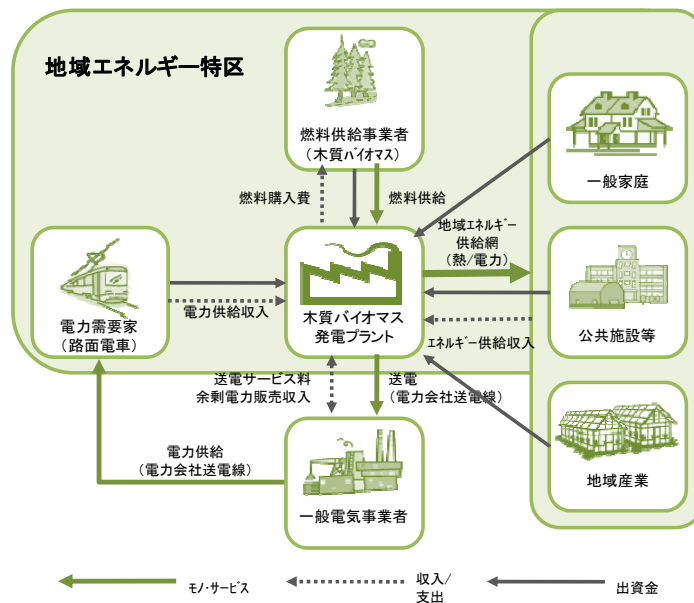 地域エネルギー特区
燃料供給事業者
（木質バイオマス）
一般家庭
燃料購入費
燃料供給
地域エネルギー
供給網
（熱/電力）
電力需要家
（路面電車）
電力供給収入
木質バイオマス
発電プラント
公共施設等
エネルギー供給収入
送電サービス料
余剰電力販売収入
送電
（電力会社送電線）
電力供給
（電力会社送電線）
一般電気事業者
地域産業
モノ・サービス
収入/
支出
出資金